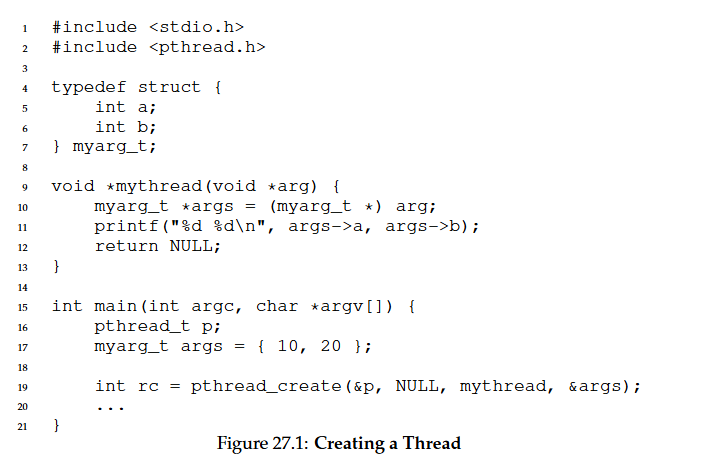 1 #include <stdio.h>
2 #include <pthread.h>
3
4 typedef struct {
5     int a;
6     int b;
7 } myarg_t;
8
9 void *mythread(void *arg) {
10     myarg_t *args = (myarg_t *) arg;
11     printf("%d %d\n", args->a, args->b);
12     return NULL;
13 }
14
15 int main(int argc, char *argv[]) {
16     pthread_t p;
17     myarg_t args = { 10, 20 };
18
19     int rc = pthread_create(&p, NULL, mythread, &args);
20     ...
21 }
Figure 27.1: Creating a Thread